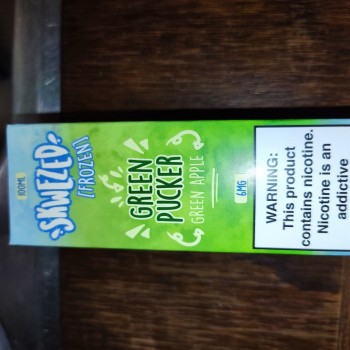 100ML
SKWEZED
[FROZEN]
GREEN
PUCKER
GREEN APPLE
6MG
WARNING:
This product
contains nicotine.
Nicotine is an
addictive